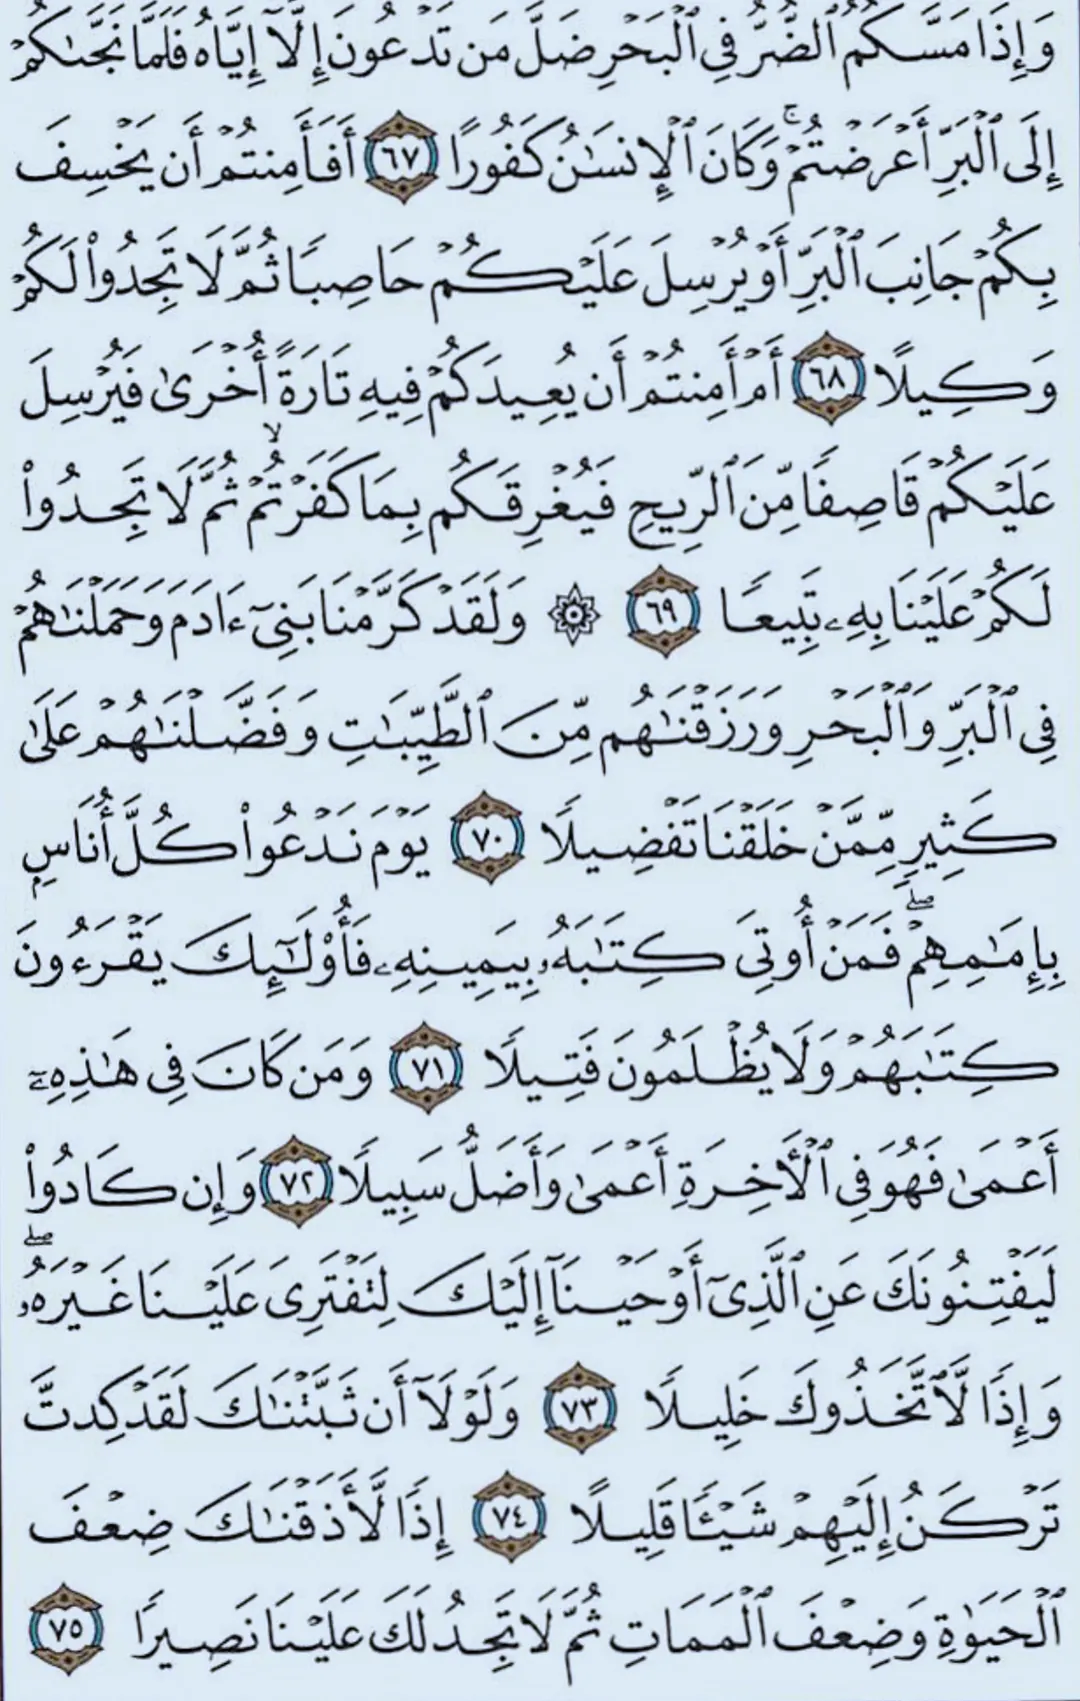 وَإِذَا مَسَّكُمُ ٱلضُّرُّ فِي ٱلۡبَحۡرِ ضَلَّ مَن تَدۡعُونَ إِلَّآ إِيَّاهُ فَلَمَّا نَجَّىٰكُمۡ
إِلَى ٱلۡبَرِّ أَعۡرَضۡتُمۡۚ وَكَانَ ٱلۡإِنسَٰنُ كَفُورًا ٦٧ أَفَأَمِنتُمۡ أَن يَخۡسِفَ
بِكُمۡ جَانِبَ ٱلۡبَرِّ أَوۡ يُرۡسِلَ عَلَيۡكُمۡ حَاصِبٗا ثُمَّ لَا تَجِدُواْ لَكُمۡ
وَكِيلًا ٦٨ أَمۡ أَمِنتُمۡ أَن يُعِيدَكُمۡ فِيهِ تَارَةً أُخۡرَىٰ فَيُرۡسِلَ
عَلَيۡكُمۡ قَاصِفٗا مِّنَ ٱلرِّيحِ فَيُغۡرِقَكُم بِمَا كَفَرۡتُمۡۙ ثُمَّ لَا تَجِدُواْ
لَكُمۡ عَلَيۡنَا بِهِۦ تَبِيعٗا ٦٩ ۞ وَلَقَدۡ كَرَّمۡنَا بَنِيٓ ءَادَمَ وَحَمَلۡنَٰهُمۡ
فِي ٱلۡبَرِّ وَٱلۡبَحۡرِ وَرَزَقۡنَٰهُم مِّنَ ٱلطَّيِّبَٰتِ وَفَضَّلۡنَٰهُمۡ عَلَىٰ
كَثِيرٖ مِّمَّنۡ خَلَقۡنَا تَفۡضِيلٗا ٧٠ يَوۡمَ نَدۡعُواْ كُلَّ أُنَاسِۭ
بِإِمَٰمِهِمۡۖ فَمَنۡ أُوتِيَ كِتَٰبَهُۥ بِيَمِينِهِۦ فَأُوْلَٰٓئِكَ يَقۡرَءُونَ
كِتَٰبَهُمۡ وَلَا يُظۡلَمُونَ فَتِيلٗا ٧١ وَمَن كَانَ فِي هَٰذِهِۦٓ
أَعۡمَىٰ فَهُوَ فِي ٱلۡأٓخِرَةِ أَعۡمَىٰ وَأَضَلُّ سَبِيلٗا ٧٢ وَإِن كَادُواْ
لَيَفۡتِنُونَكَ عَنِ ٱلَّذِيٓ أَوۡحَيۡنَآ إِلَيۡكَ لِتَفۡتَرِيَ عَلَيۡنَا غَيۡرَهُۥۖ
وَإِذٗا لَّٱتَّخَذُوكَ خَلِيلٗا ٧٣ وَلَوۡلَآ أَن ثَبَّتۡنَٰكَ لَقَدۡ كِدتَّ
تَرۡكَنُ إِلَيۡهِمۡ شَيۡـٔٗا قَلِيلًا ٧٤ إِذٗا لَّأَذَقۡنَٰكَ ضِعۡفَ
ٱلۡحَيَوٰةِ وَضِعۡفَ ٱلۡمَمَاتِ ثُمَّ لَا تَجِدُ لَكَ عَلَيۡنَا نَصِيرٗا ٧٥